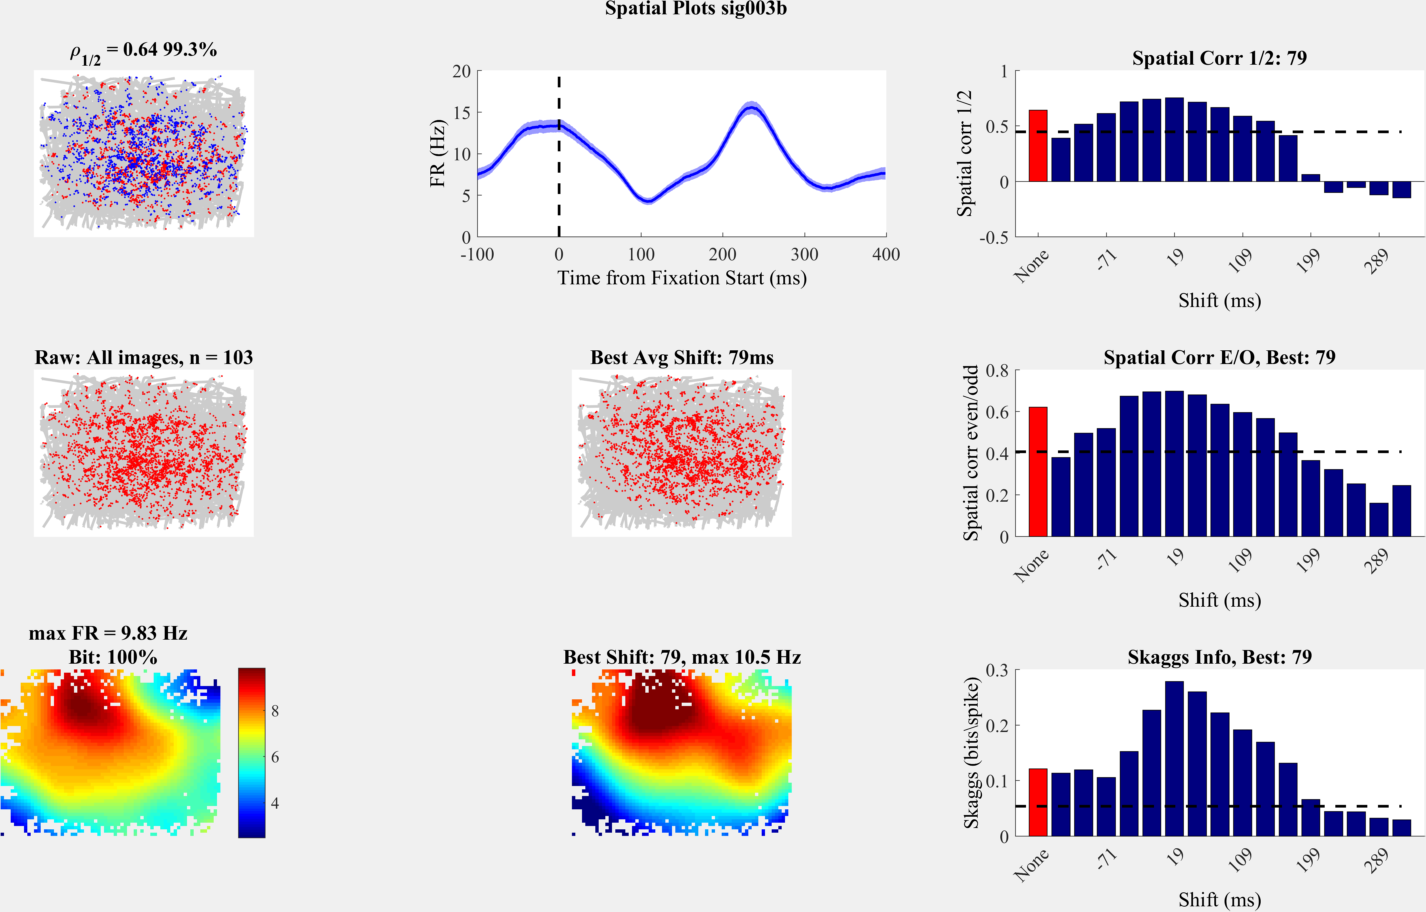 Spatial Plots sig003b
ρ1/2 = 0.64 99.3%
20
15
10
5
0
FR (Hz)
-100 0 100 200 300 400
Time from Fixation Start (ms)
Spatial Corr 1/2: 79
1
0.5
0
-0.5
Spatial corr 1/2
None -71 19 109 199 289
Shift (ms)
Raw: All images, n = 103
Best Avg Shift: 79ms
Spatial Corr E/O, Best: 79
0.8
0.6
0.4
0.2
0
Spatial corr even/odd
None -71 19 109 199 289
Shift (ms)
max FR = 9.83 Hz
Bit: 100%
8
6
4
Best Shift: 79, max 10.5 Hz
Skaggs Info, Best: 79
0.3
0.2
0.1
0
Skaggs (bits\spike)
None -71 19 109 199 289
Shift (ms)